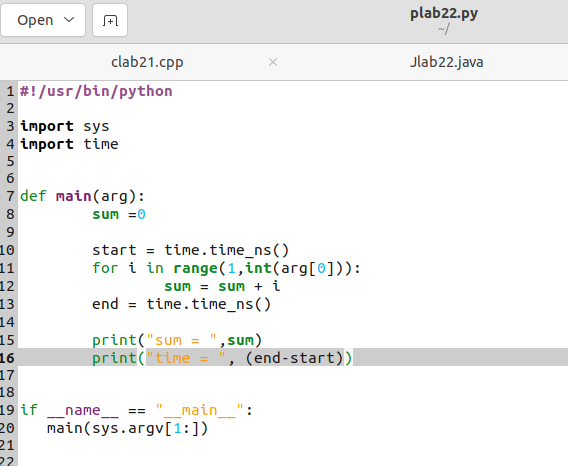 Open
plab22.py
~/
clab21.cpp × Jlab22.java
1 #!/usr/bin/python
2
3 import sys
4 import time
5
6
7 def main(arg):
8         sum =0
9
10         start = time.time_ns()
11         for i in range(1,int(arg[0])):
12                 sum = sum + i
13         end = time.time_ns()
14
15         print("sum = ",sum)
16         print("time = ", (end-start))
17
18
19 if __name__ == "__main__":
20    main(sys.argv[1:])
21
22